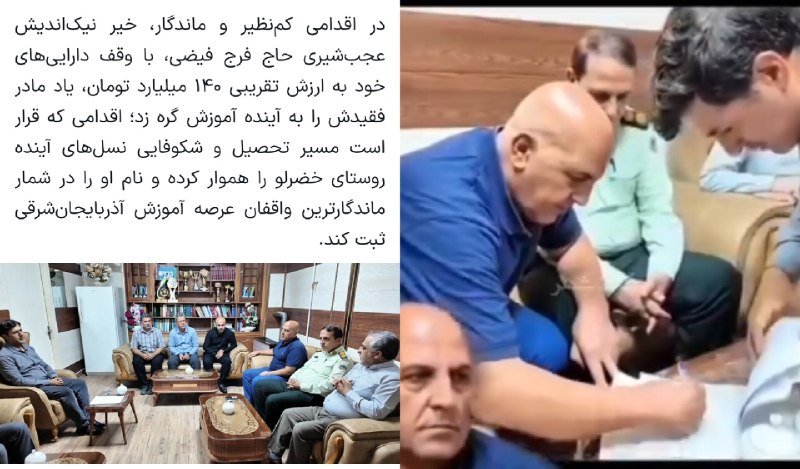 در اقدامی کم‌نظیر و ماندگار، خیر نیک‌اندیش
عجب‌شیری حاج فرج فیضی، با وقف دارایی‌های
خود به ارزش تقریبی ۱۴۰ میلیارد تومان، یاد مادر
فقیدش را به آینده آموزش گره زد؛ اقدامی که قرار
است مسیر تحصیل و شکوفایی نسل‌های آینده
روستای خضرلو را هموار کرده و نام او را در شمار
ماندگارترین واقفان عرصه آموزش آذربایجان‌شرقی
ثبت کند.